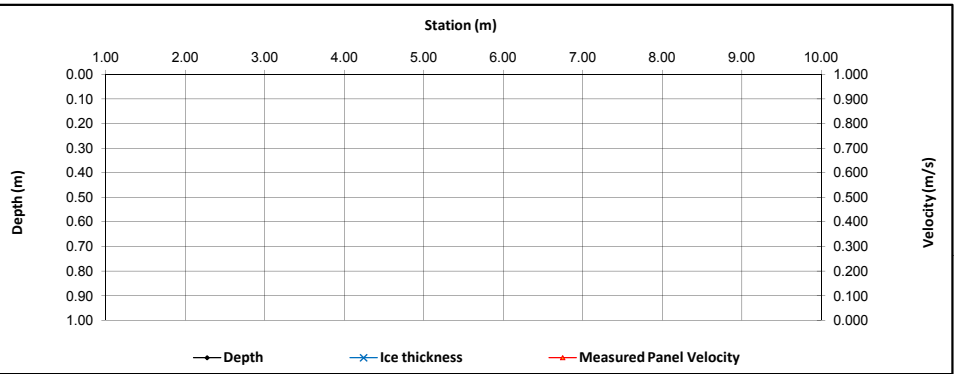 Station (m)
1.00 2.00 3.00 4.00 5.00 6.00 7.00 8.00 9.00 10.00
0.00 1.000
0.10 0.900
0.20 0.800
0.30 0.700
0.40 0.600
0.50 0.500
0.60 0.400
0.70 0.300
0.80 0.200
0.90 0.100
1.00 0.000
Depth (m)
Velocity (m/s)
Depth Ice thickness Measured Panel Velocity